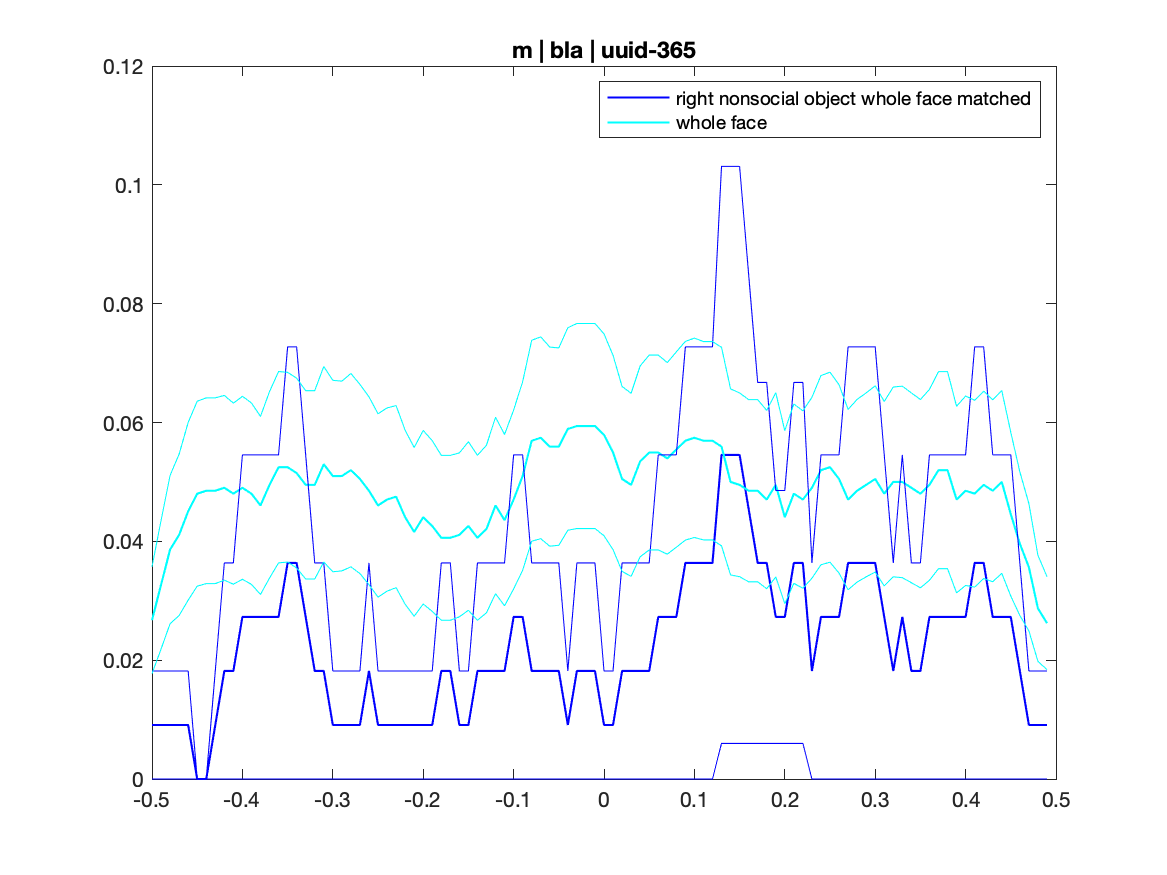 m | bla | uuid-365
0.12
right nonsocial object whole face matched
whole face
0.1
0.08
0.06
0.04
0.02
0
-0.5 -0.4 -0.3 -0.2 -0.1 0 0.1 0.2 0.3 0.4 0.5